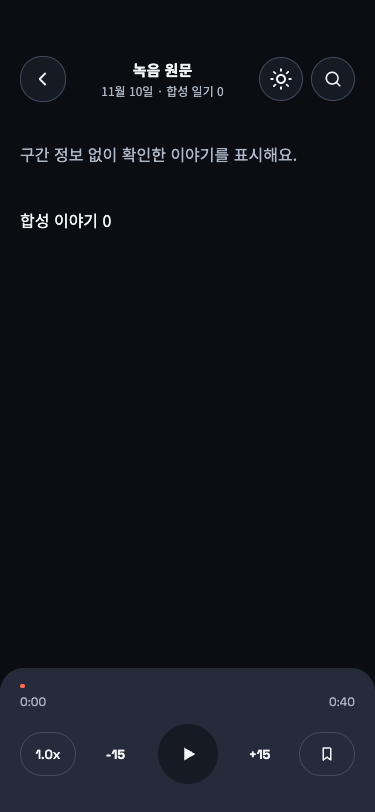 녹음 원문
11월 10일 · 합성 일기 0
구간 정보 없이 확인한 이야기를 표시해요.
합성 이야기 0
0:00
0:40
1.0x
-15
+15